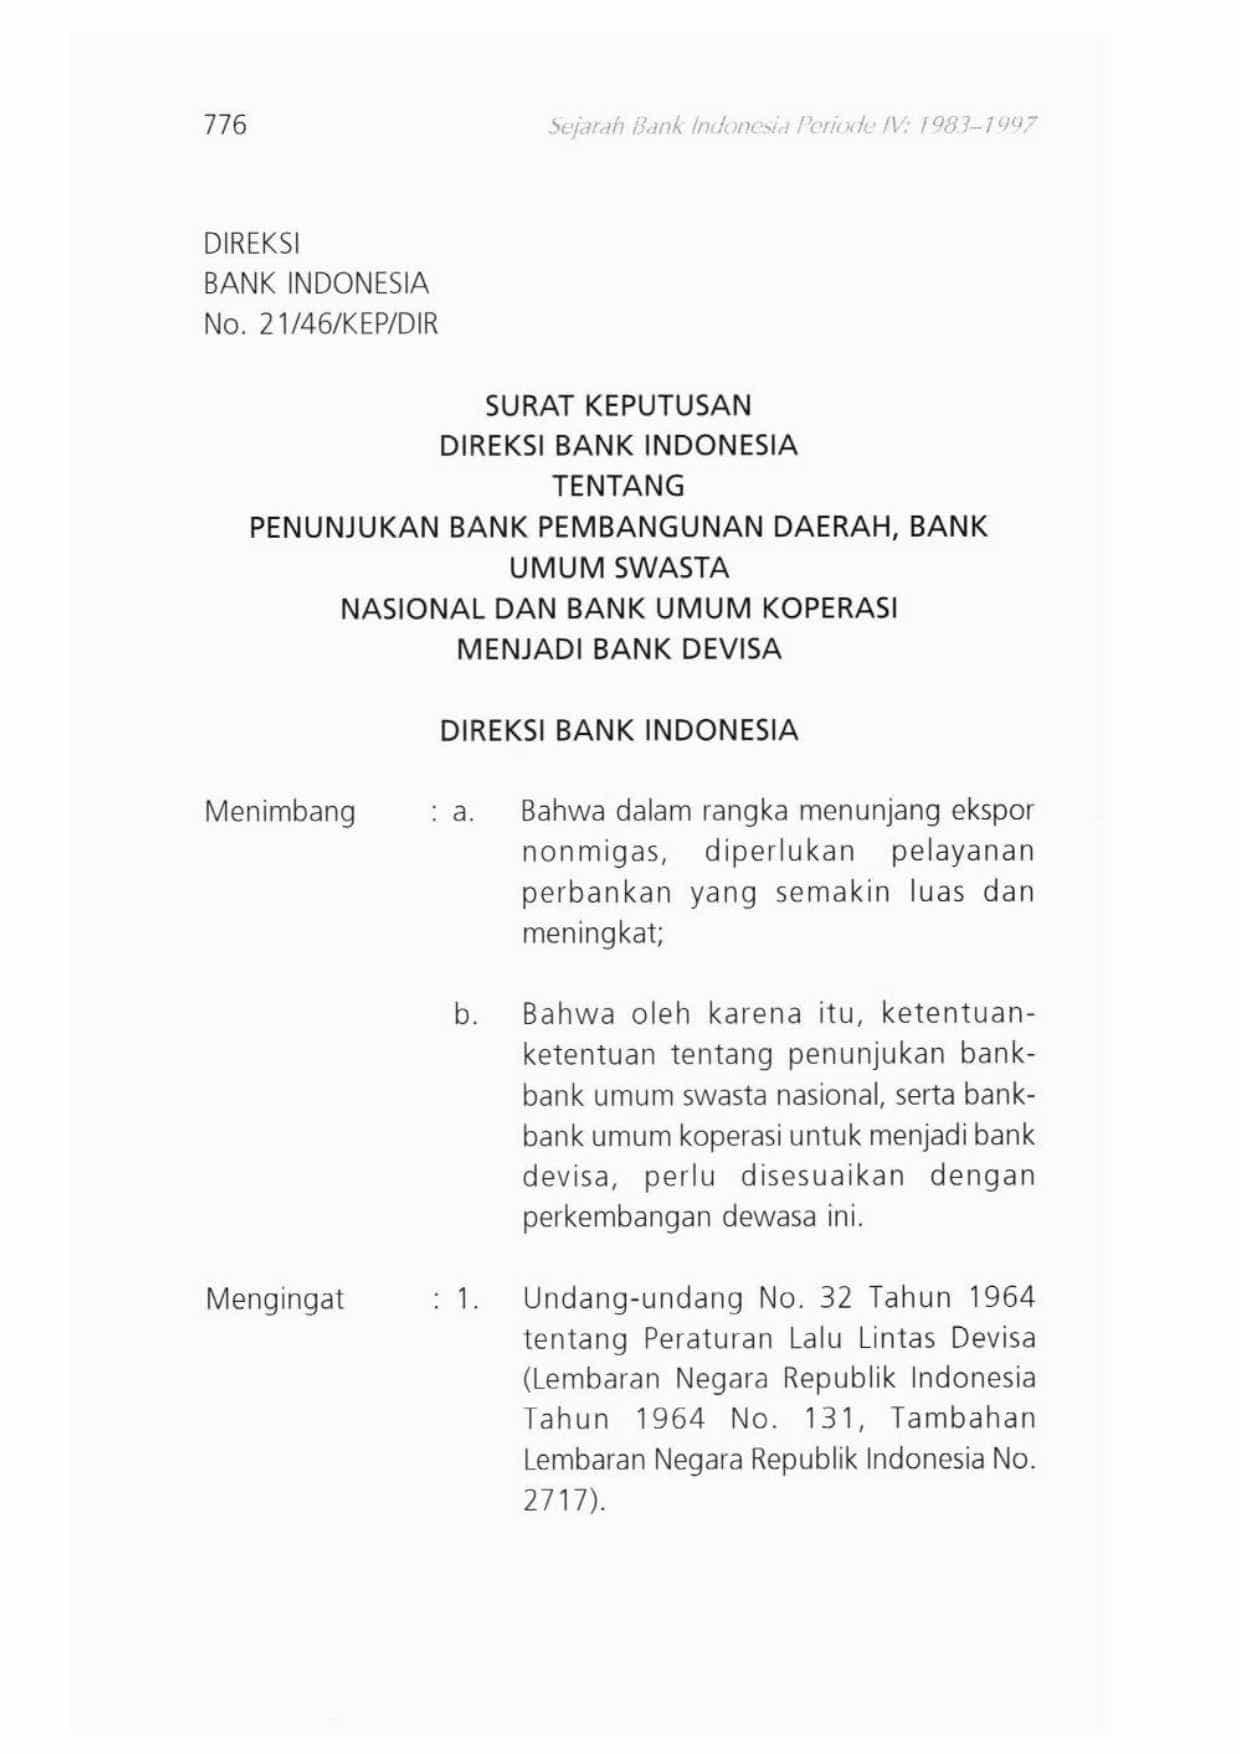 776 Sejarah Bank Indonesia Periode IV: 1983–1997
DIREKSI
BANK INDONESIA
No. 21/46/KEP/DIR
SURAT KEPUTUSAN
DIREKSI BANK INDONESIA
TENTANG
PENUNJUKAN BANK PEMBANGUNAN DAERAH, BANK
UMUM SWASTA
NASIONAL DAN BANK UMUM KOPERASI
MENJADI BANK DEVISA
DIREKSI BANK INDONESIA
Menimbang : a. Bahwa dalam rangka menunjang ekspor
nonmigas, diperlukan pelayanan
perbankan yang semakin luas dan
meningkat;
b. Bahwa oleh karena itu, ketentuan-
ketentuan tentang penunjukan bank-
bank umum swasta nasional, serta bank-
bank umum koperasi untuk menjadi bank
devisa, perlu disesuaikan dengan
perkembangan dewasa ini.
Mengingat : 1. Undang-undang No. 32 Tahun 1964
tentang Peraturan Lalu Lintas Devisa
(Lembaran Negara Republik Indonesia
Tahun 1964 No. 131, Tambahan
Lembaran Negara Republik Indonesia No.
2717).